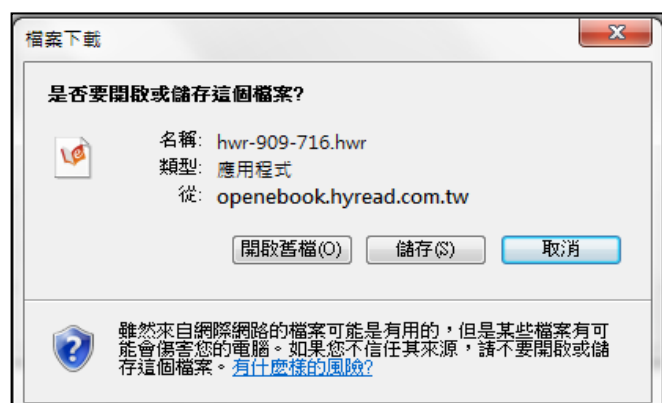 檔案下載
是否要開啟或儲存這個檔案?
名稱: hwr-909-716.hwr
類型: 應用程式
從: openebook.hyread.com.tw
開啟舊檔(O) 儲存(S) 取消
雖然來自網際網路的檔案可能是有用的，但是某些檔案有可
能會傷害您的電腦。如果您不信任其來源，請不要開啟或儲
存這個檔案。有什麼樣的風險?